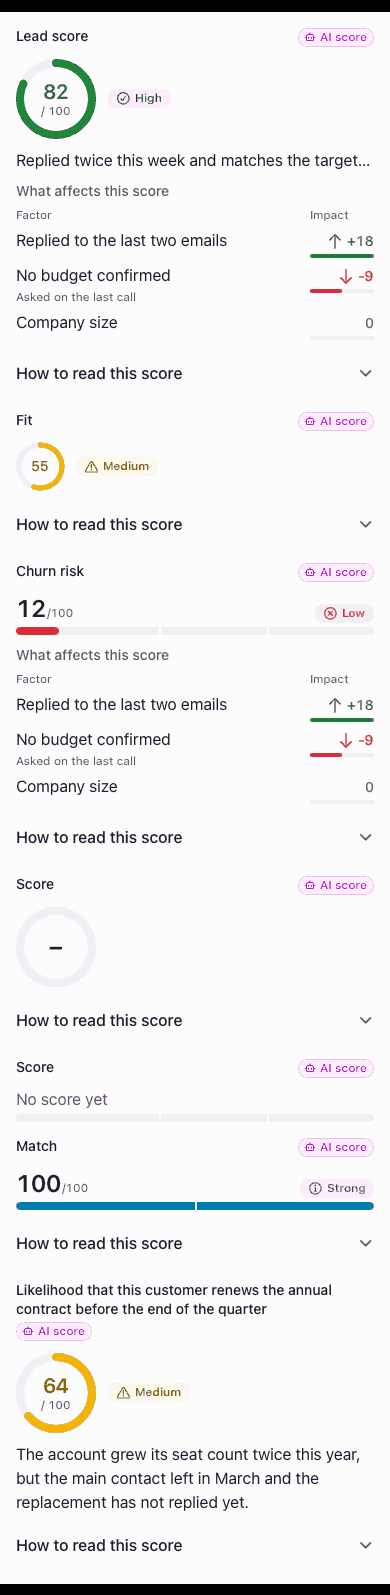 Lead score
AI score
82
/ 100
High
Replied twice this week and matches the target...
What affects this score
Factor
Impact
Replied to the last two emails
↑ +18
No budget confirmed
↓ -9
Asked on the last call
Company size
0
How to read this score
Fit
AI score
55
Medium
How to read this score
Churn risk
AI score
12/100
Low
What affects this score
Factor
Impact
Replied to the last two emails
↑ +18
No budget confirmed
↓ -9
Asked on the last call
Company size
0
How to read this score
Score
AI score
–
How to read this score
Score
AI score
No score yet
Match
AI score
100/100
Strong
How to read this score
Likelihood that this customer renews the annual
contract before the end of the quarter
AI score
64
/ 100
Medium
The account grew its seat count twice this year,
but the main contact left in March and the
replacement has not replied yet.
How to read this score